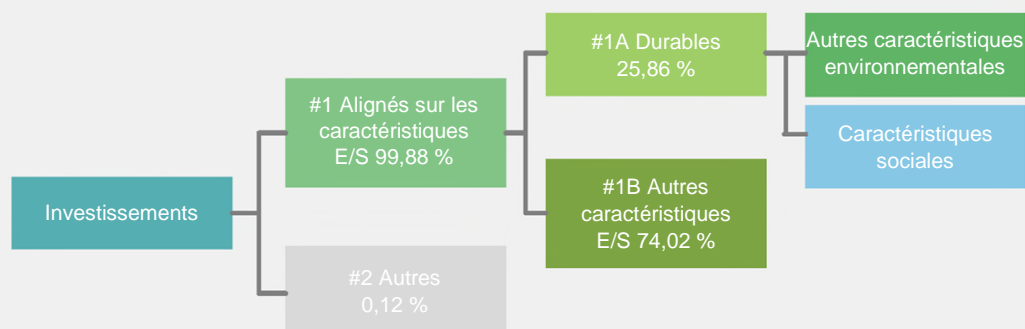 Investissements
#1 Alignés sur les
caractéristiques
E/S 99,88 %
#2 Autres
0,12 %
#1A Durables
25,86 %
#1B Autres
caractéristiques
E/S 74,02 %
Autres caractéristiques
environnementales
Caractéristiques
sociales